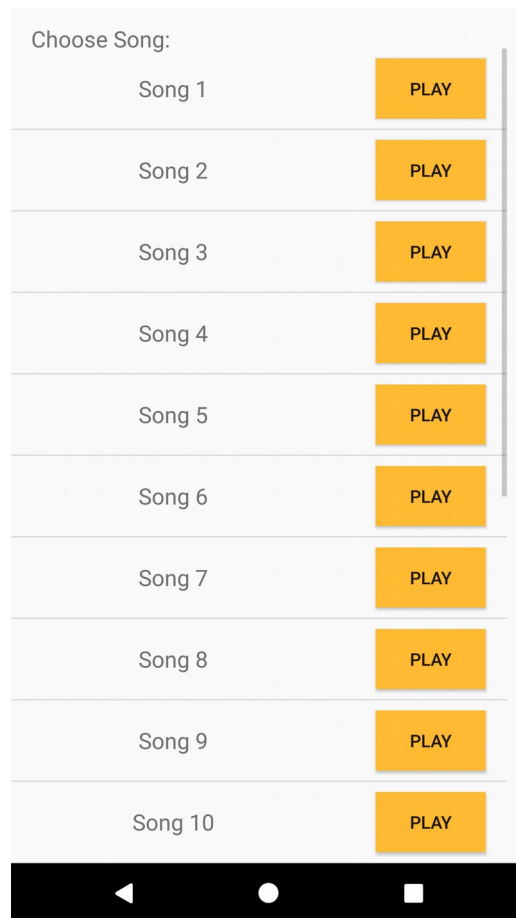 Choose Song:
Song 1 PLAY
Song 2 PLAY
Song 3 PLAY
Song 4 PLAY
Song 5 PLAY
Song 6 PLAY
Song 7 PLAY
Song 8 PLAY
Song 9 PLAY
Song 10 PLAY